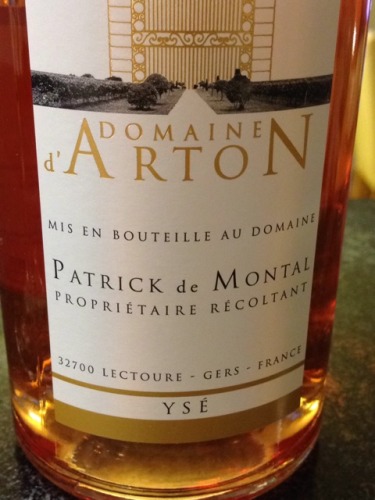 DOMAINE
d'ARTON
MIS EN BOUTEILLE AU DOMAINE
PATRICK de MONTAL
PROPRIÉTAIRE RÉCOLTANT
32700 LECTOURE - GERS - FRANCE
YSÉ